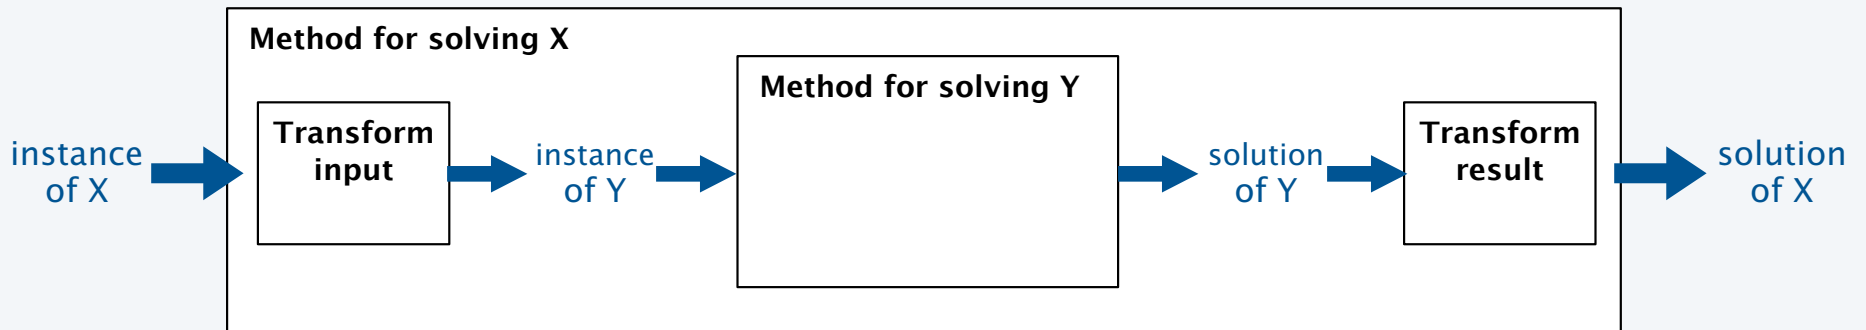 Method for solving X
instance
of X
Transform
input
instance
of Y
Method for solving Y
solution
of Y
Transform
result
solution
of X